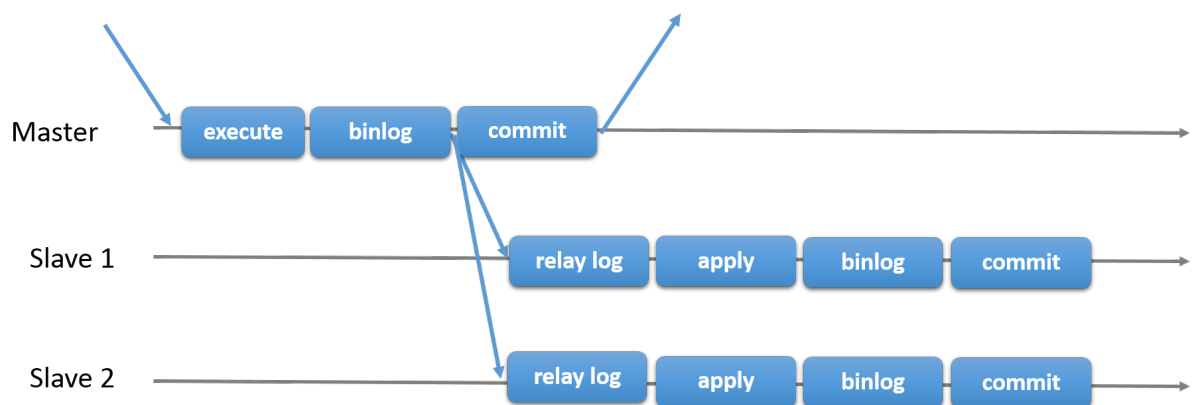 Master execute binlog commit
Slave 1 relay log apply binlog commit
Slave 2 relay log apply binlog commit